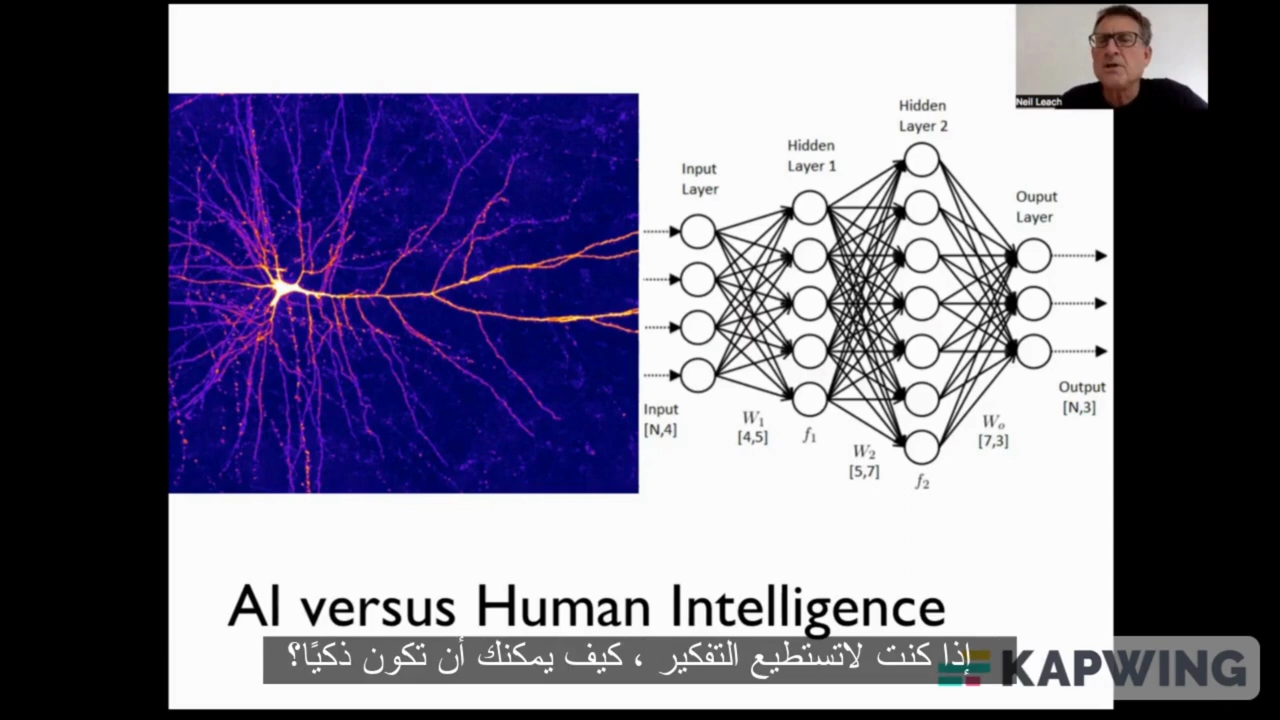 Neil Leach
Hidden
Layer 2
Hidden
Layer 1
Input
Layer
Ouput
Layer
Input
[N,4]
W1
[4,5]
f1
W2
[5,7]
f2
Wo
[7,3]
Output
[N,3]
AI versus Human Intelligence
إذا كنت لاتستطيع التفكير ، كيف يمكنك أن تكون ذكيًا؟
KAPWING